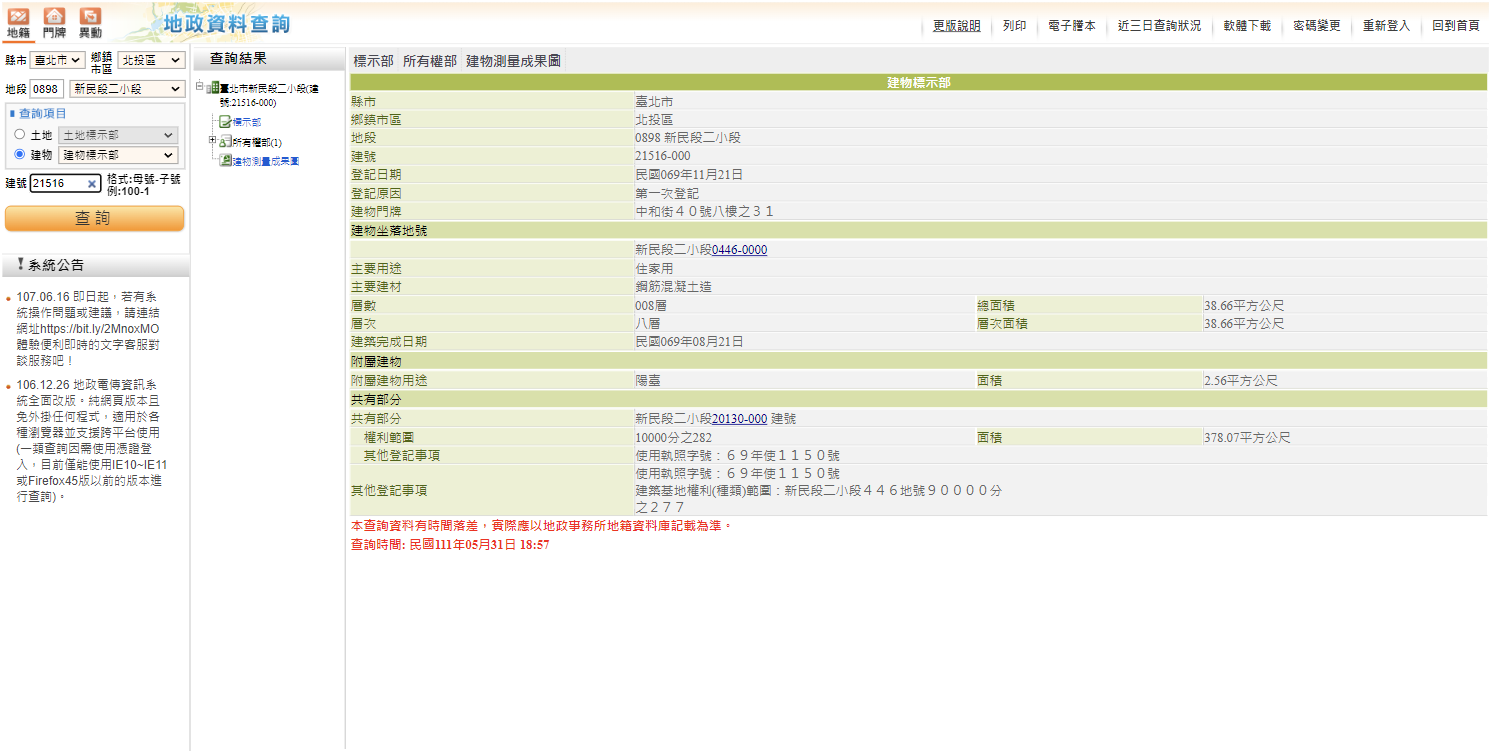 地籍 門牌 異動 地政資料查詢 更版說明 列印 電子謄本 近三日查詢狀況 軟體下載 密碼變更 重新登入 回到首頁
縣市 臺北市 鄉鎮市區 北投區
地段 0898 新民段二小段
查詢項目
土地 土地標示部
建物 建物標示部
建號 21516 格式:母號-子號
例:100-1
查 詢
系統公告
107.06.16 即日起，若有系
統操作問題或建議，請連結
網址https://bit.ly/2MnoxMO
體驗便利即時的文字客服對
談服務吧！
106.12.26 地政電傳資訊系
統全面改版。純網頁版本且
免外掛任何程式，適用於各
種瀏覽器並支援跨平台使用
(一類查詢因需使用憑證登
入，目前僅能使用IE10~IE11
或Firefox45版以前的版本進
行查詢)。
查詢結果
臺北市新民段二小段(建
號:21516-000)
標示部
所有權部(1)
建物測量成果圖
標示部 所有權部 建物測量成果圖
建物標示部
縣市 臺北市
鄉鎮市區 北投區
地段 0898 新民段二小段
建號 21516-000
登記日期 民國069年11月21日
登記原因 第一次登記
建物門牌 中和街４０號八樓之３１
建物坐落地號
新民段二小段0446-0000
主要用途 住家用
主要建材 鋼筋混凝土造
層數 008層 總面積 38.66平方公尺
層次 八層 層次面積 38.66平方公尺
建築完成日期 民國069年08月21日
附屬建物
附屬建物用途 陽臺 面積 2.56平方公尺
共有部分
共有部分 新民段二小段20130-000 建號
權利範圍 10000分之282 面積 378.07平方公尺
其他登記事項 使用執照字號：６９年使１１５０號
其他登記事項 使用執照字號：６９年使１１５０號
建築基地權利(種類)範圍：新民段二小段４４６地號９００００分
之２７７
本查詢資料有時間落差，實際應以地政事務所地籍資料庫記載為準。
查詢時間: 民國111年05月31日 18:57